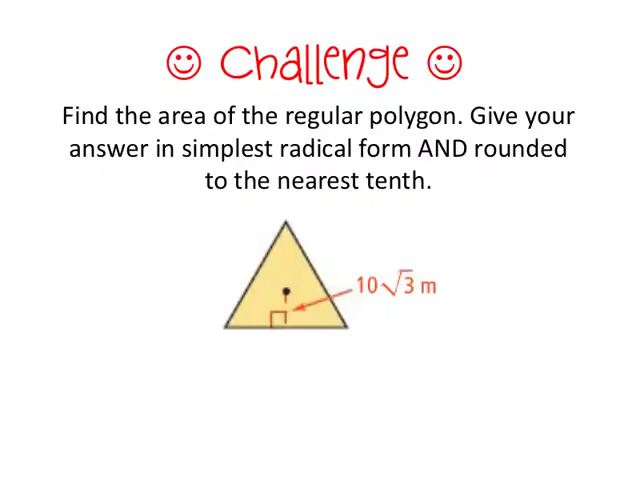 ☺ Challenge ☺
Find the area of the regular polygon. Give your
answer in simplest radical form AND rounded
to the nearest tenth.
10√3 m